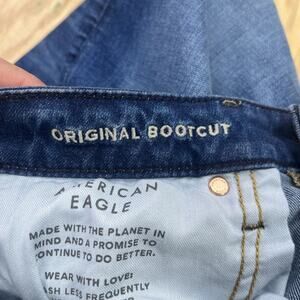 ORIGINAL BOOTCUT
AMERICAN
EAGLE
MADE WITH THE PLANET IN
MIND AND A PROMISE TO
CONTINUE TO DO BETTER.
WEAR WITH LOVE:
WASH LESS FREQUENTLY